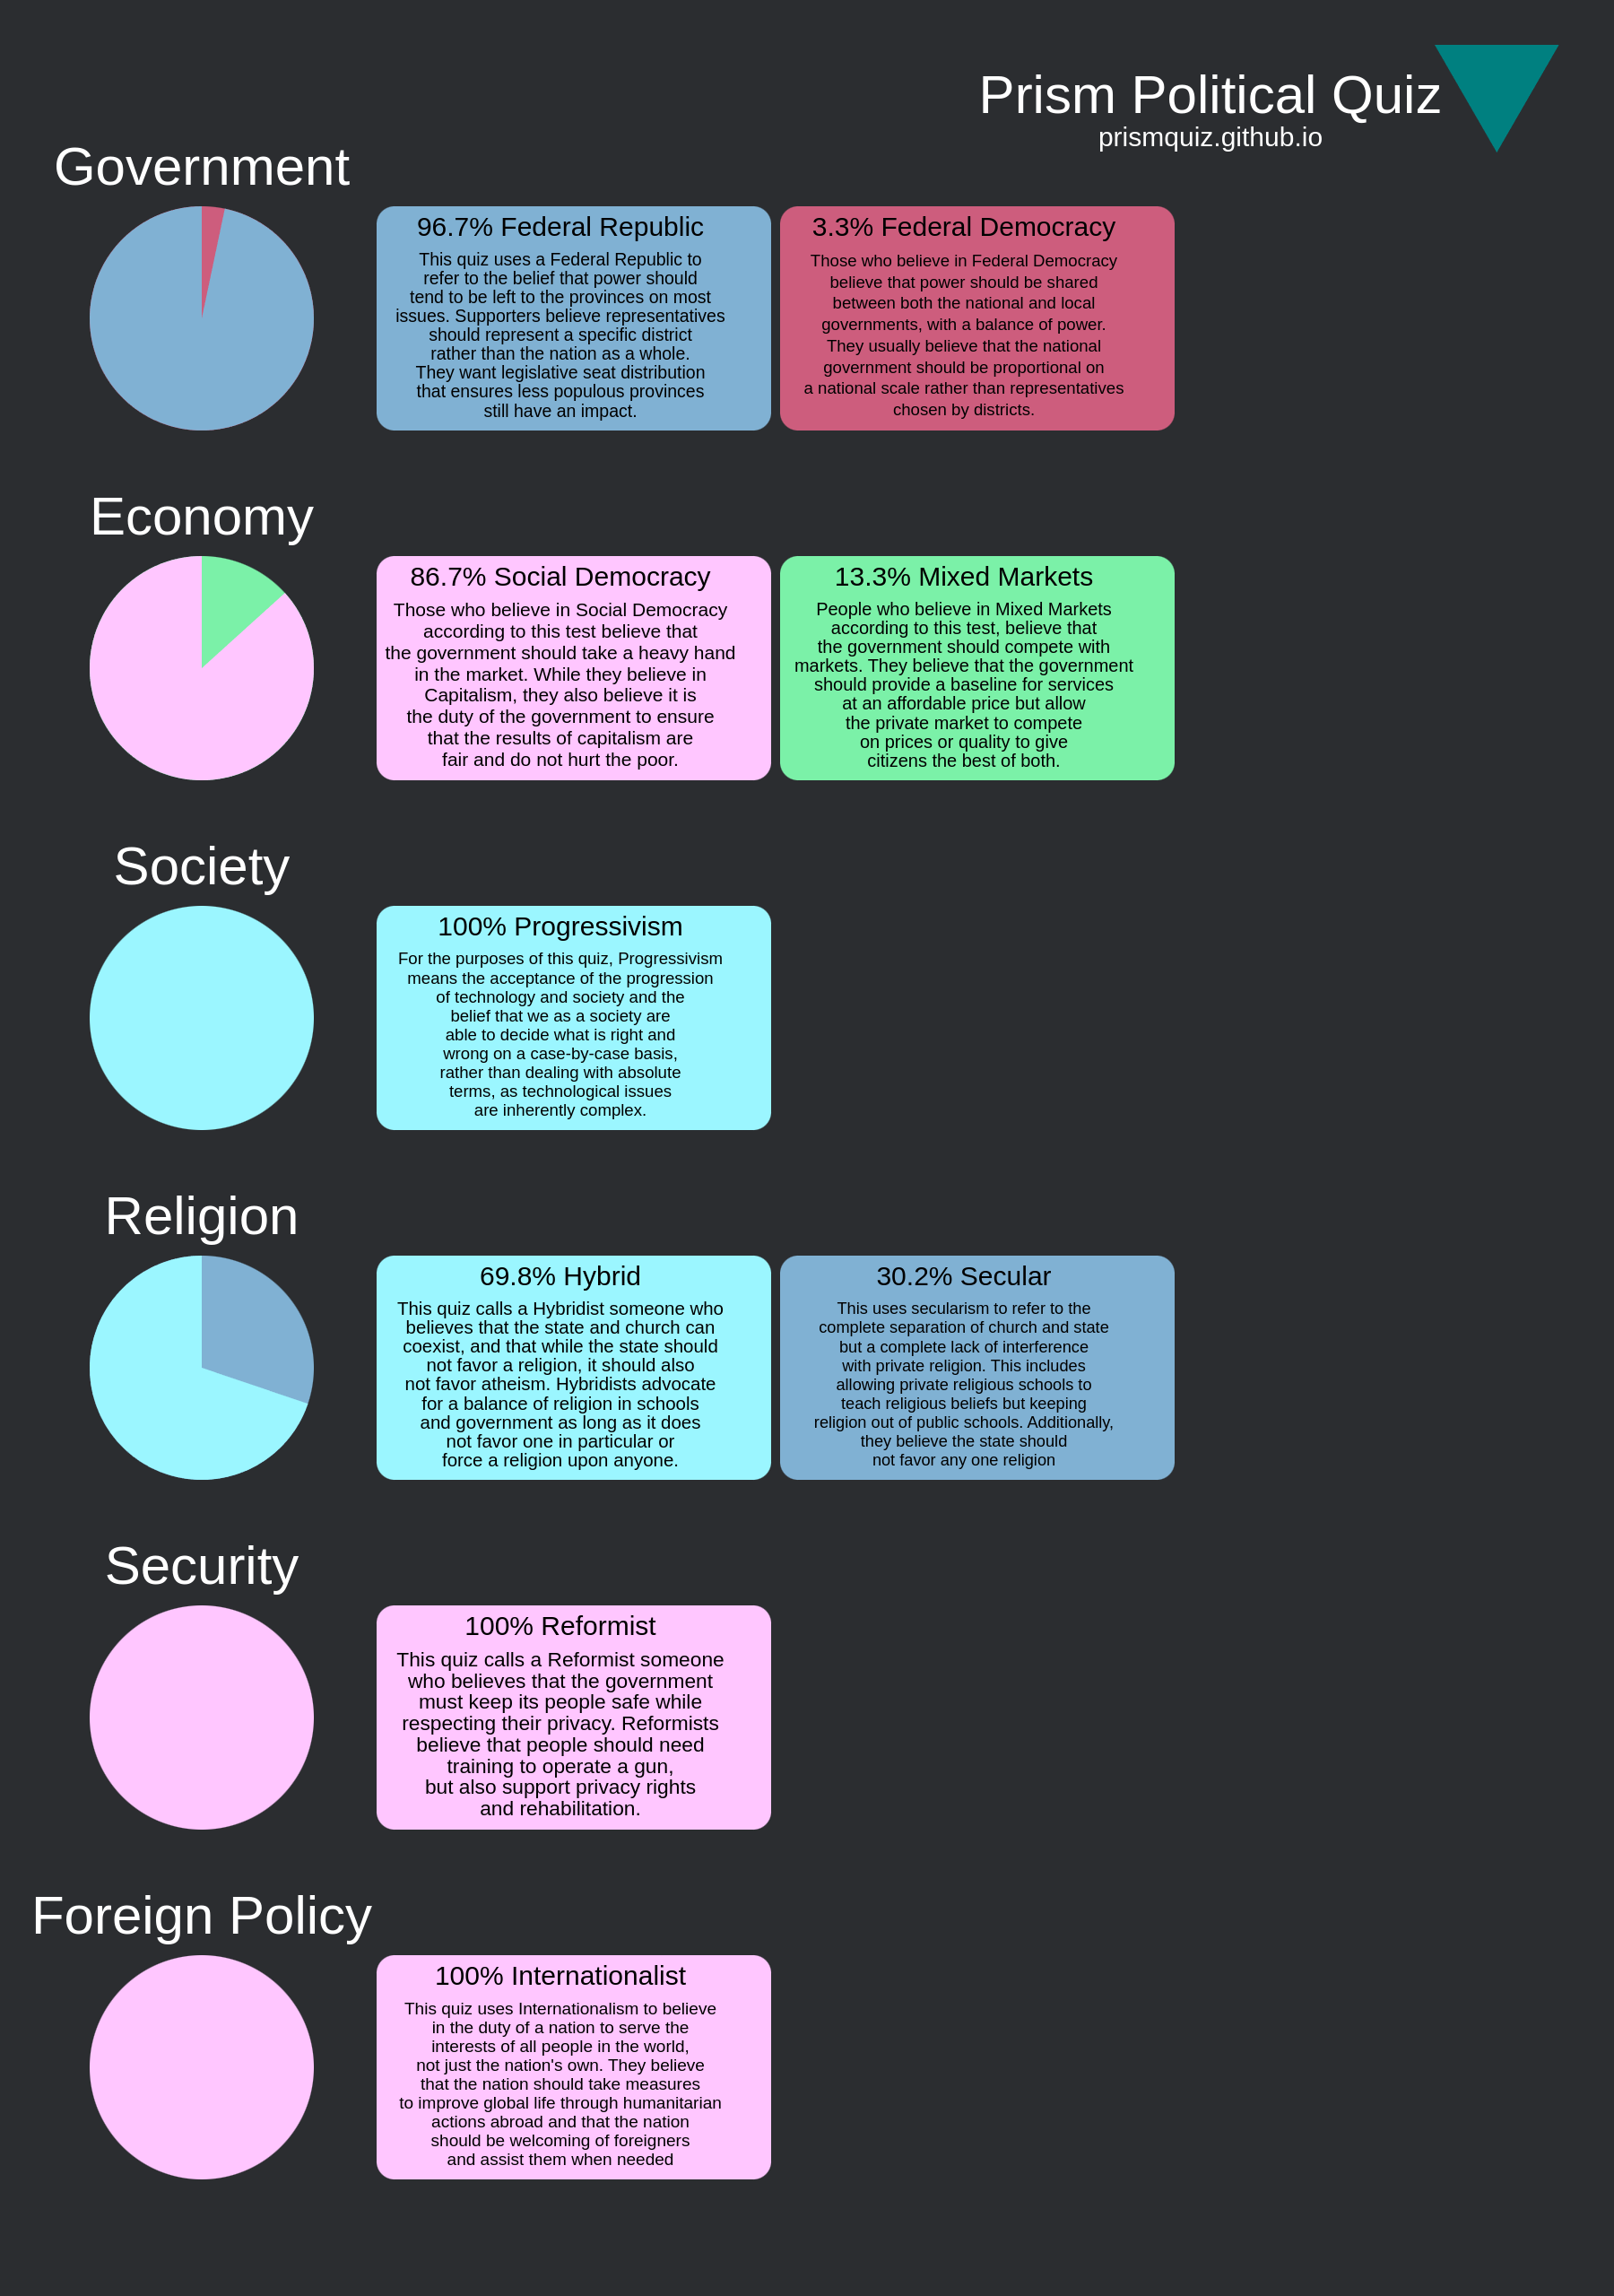 Prism Political Quiz
prismquiz.github.io
Government
96.7% Federal Republic
This quiz uses a Federal Republic to
refer to the belief that power should
tend to be left to the provinces on most
issues. Supporters believe representatives
should represent a specific district
rather than the nation as a whole.
They want legislative seat distribution
that ensures less populous provinces
still have an impact.
3.3% Federal Democracy
Those who believe in Federal Democracy
believe that power should be shared
between both the national and local
governments, with a balance of power.
They usually believe that the national
government should be proportional on
a national scale rather than representatives
chosen by districts.
Economy
86.7% Social Democracy
Those who believe in Social Democracy
according to this test believe that
the government should take a heavy hand
in the market. While they believe in
Capitalism, they also believe it is
the duty of the government to ensure
that the results of capitalism are
fair and do not hurt the poor.
13.3% Mixed Markets
People who believe in Mixed Markets
according to this test, believe that
the government should compete with
markets. They believe that the government
should provide a baseline for services
at an affordable price but allow
the private market to compete
on prices or quality to give
citizens the best of both.
Society
100% Progressivism
For the purposes of this quiz, Progressivism
means the acceptance of the progression
of technology and society and the
belief that we as a society are
able to decide what is right and
wrong on a case-by-case basis,
rather than dealing with absolute
terms, as technological issues
are inherently complex.
Religion
69.8% Hybrid
This quiz calls a Hybridist someone who
believes that the state and church can
coexist, and that while the state should
not favor a religion, it should also
not favor atheism. Hybridists advocate
for a balance of religion in schools
and government as long as it does
not favor one in particular or
force a religion upon anyone.
30.2% Secular
This uses secularism to refer to the
complete separation of church and state
but a complete lack of interference
with private religion. This includes
allowing private religious schools to
teach religious beliefs but keeping
religion out of public schools. Additionally,
they believe the state should
not favor any one religion
Security
100% Reformist
This quiz calls a Reformist someone
who believes that the government
must keep its people safe while
respecting their privacy. Reformists
believe that people should need
training to operate a gun,
but also support privacy rights
and rehabilitation.
Foreign Policy
100% Internationalist
This quiz uses Internationalism to believe
in the duty of a nation to serve the
interests of all people in the world,
not just the nation's own. They believe
that the nation should take measures
to improve global life through humanitarian
actions abroad and that the nation
should be welcoming of foreigners
and assist them when needed